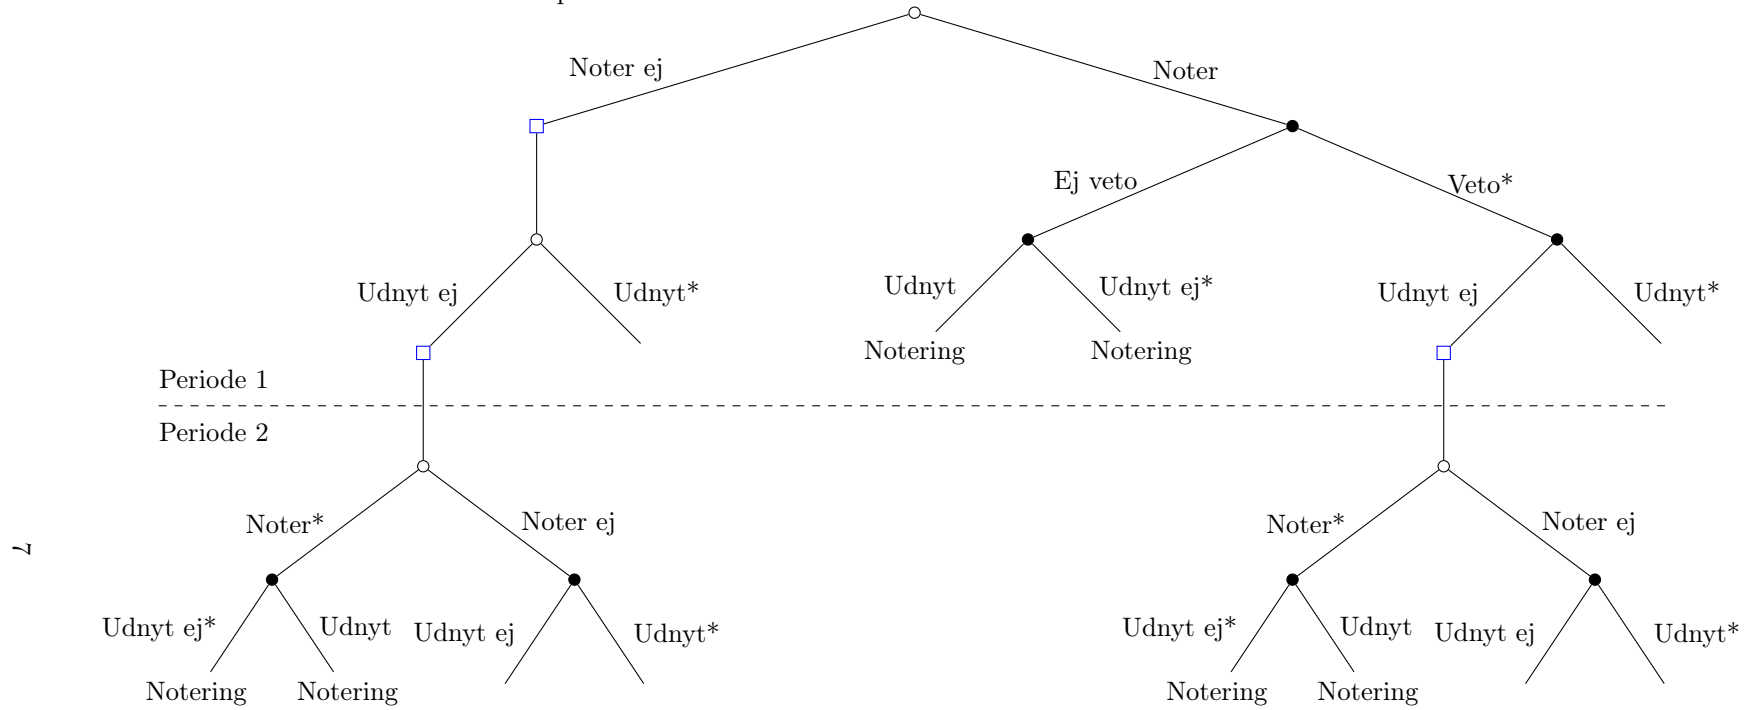 Noter ej
Noter
Ej veto
Veto*
Udnyt ej
Udnyt*
Udnyt
Udnyt ej*
Udnyt ej
Udnyt*
Notering
Notering
Periode 1
Periode 2
Noter*
Noter ej
Noter*
Noter ej
Udnyt ej*
Udnyt
Udnyt ej
Udnyt*
Udnyt ej*
Udnyt
Udnyt ej
Udnyt*
Notering
Notering
Notering
Notering
7